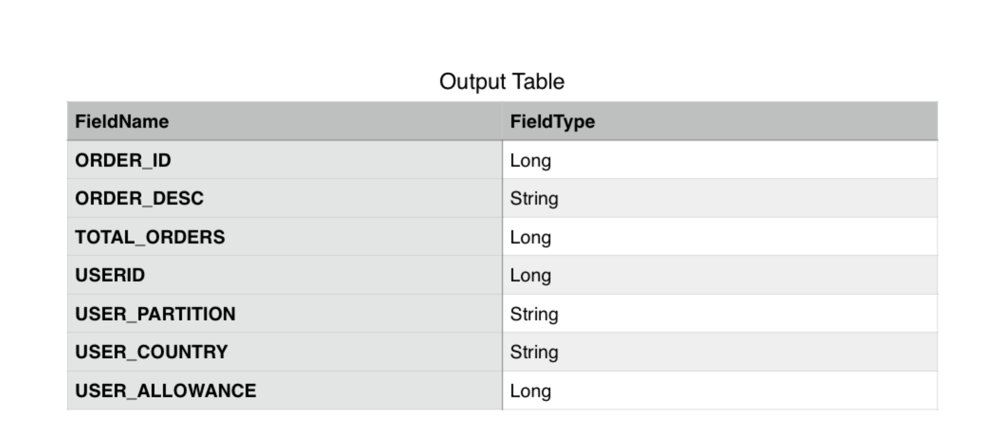 Output Table
FieldName FieldType
ORDER_ID Long
ORDER_DESC String
TOTAL_ORDERS Long
USERID Long
USER_PARTITION String
USER_COUNTRY String
USER_ALLOWANCE Long